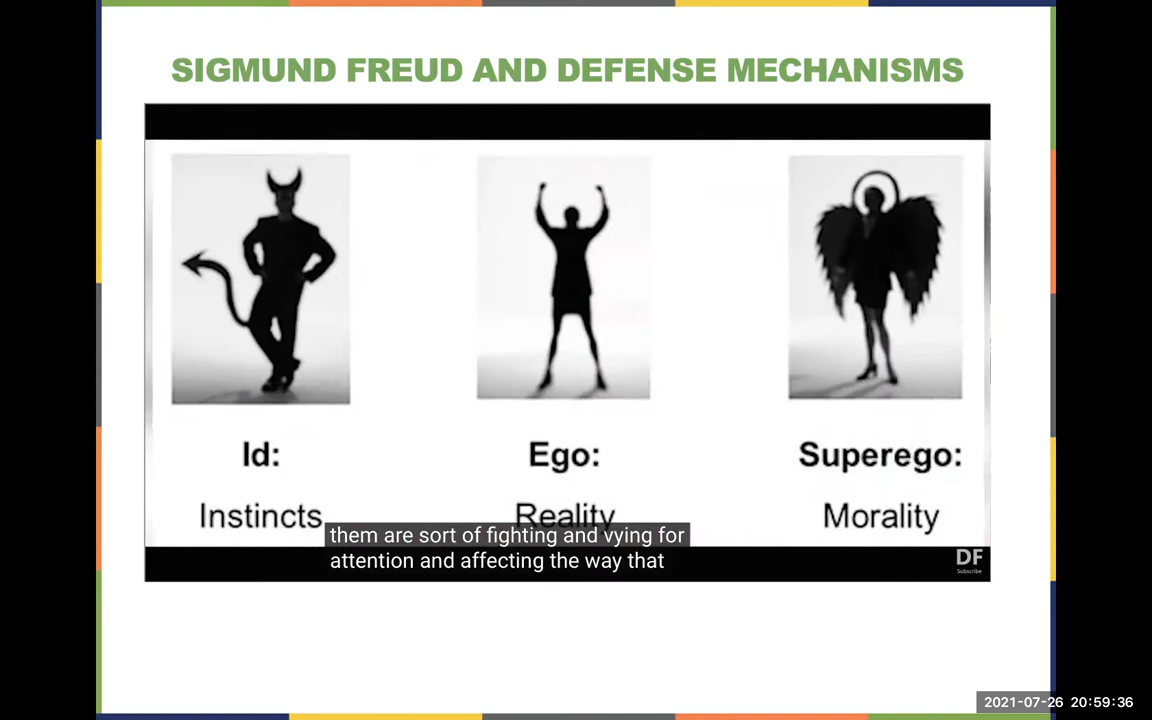 SIGMUND FREUD AND DEFENSE MECHANISMS
Id:
Ego:
Superego:
Instincts
Reality
Morality
them are sort of fighting and vying for
attention and affecting the way that
DF
Subscribe
2021-07-26 20:59:36